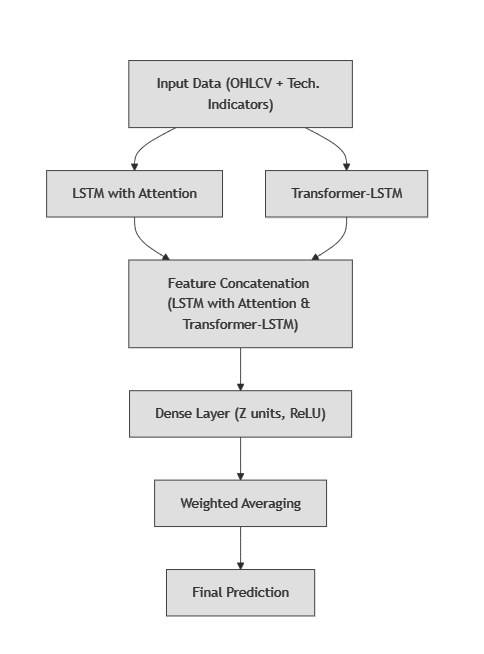 Input Data (OHLCV + Tech.
Indicators)
LSTM with Attention
Transformer-LSTM
Feature Concatenation
(LSTM with Attention &
Transformer-LSTM)
Dense Layer (Z units, ReLU)
Weighted Averaging
Final Prediction